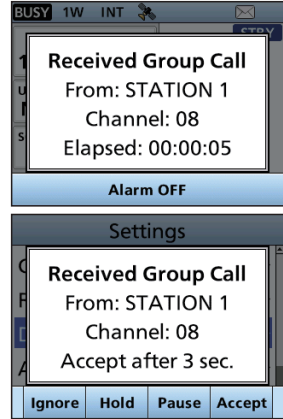 BUSY 1W INT
STBY
Received Group Call
From: STATION 1
Channel: 08
Elapsed: 00:00:05
Alarm OFF
Settings
Received Group Call
From: STATION 1
Channel: 08
Accept after 3 sec.
Ignore Hold Pause Accept